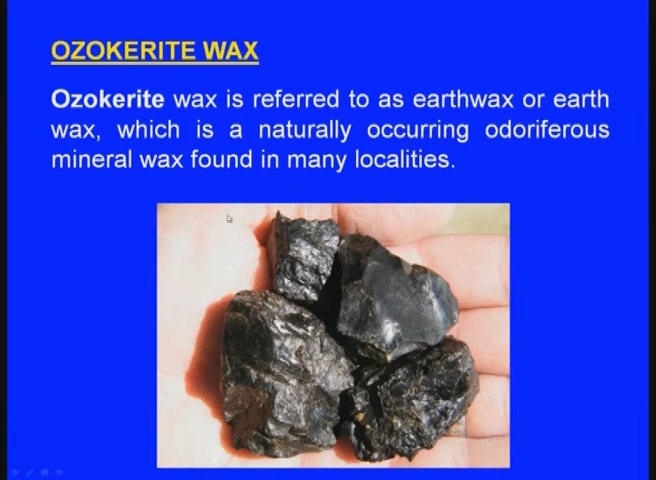 OZOKERITE WAX
Ozokerite wax is referred to as earthwax or earth
wax, which is a naturally occurring odoriferous
mineral wax found in many localities.